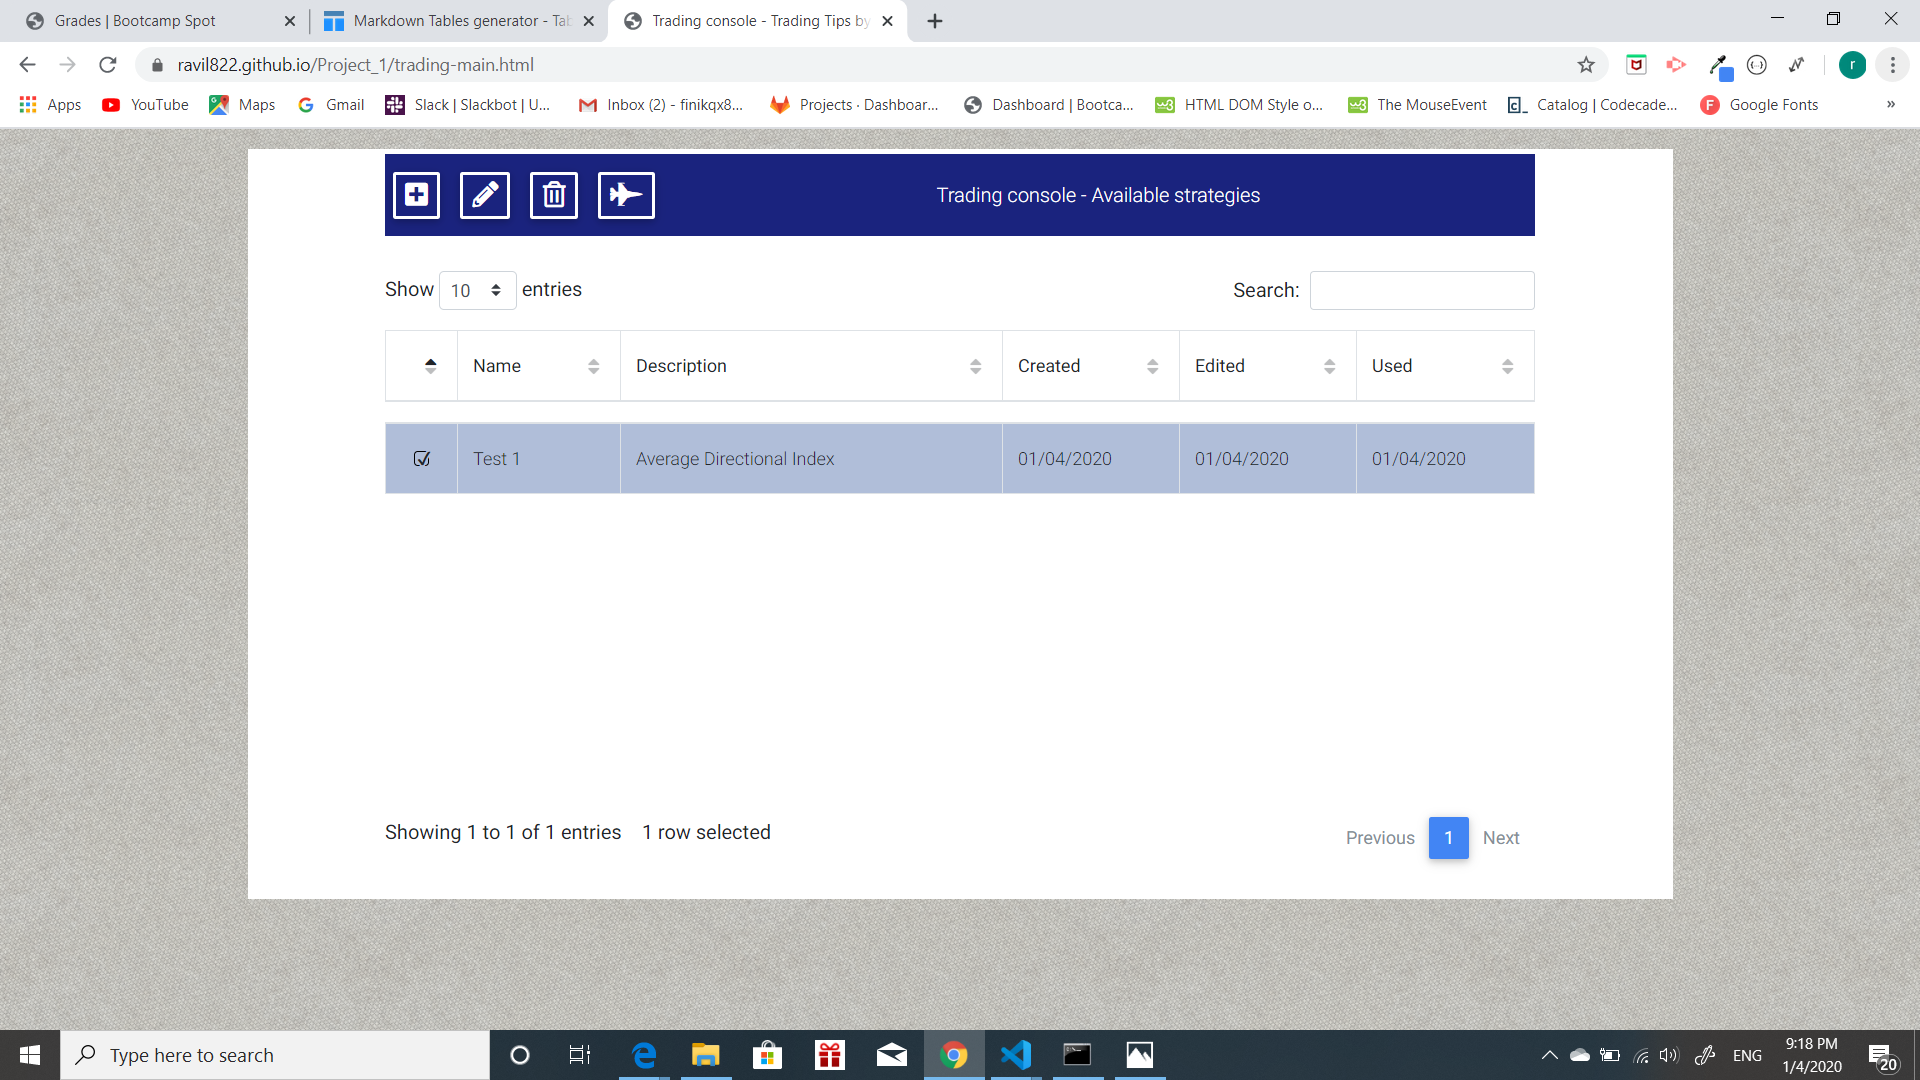 Grades | Bootcamp Spot
Markdown Tables generator - Tab
Trading console - Trading Tips by
ravil822.github.io/Project_1/trading-main.html
r
Apps YouTube Maps Gmail Slack | Slackbot | U... Inbox (2) - finikqx8... Projects · Dashboar... Dashboard | Bootca... HTML DOM Style o... The MouseEvent Catalog | Codecade... Google Fonts »
Trading console - Available strategies
Show 10 entries
Search:
Name Description Created Edited Used
Test 1 Average Directional Index 01/04/2020 01/04/2020 01/04/2020
Showing 1 to 1 of 1 entries 1 row selected
Previous 1 Next
Type here to search
ENG
9:18 PM
1/4/2020
20